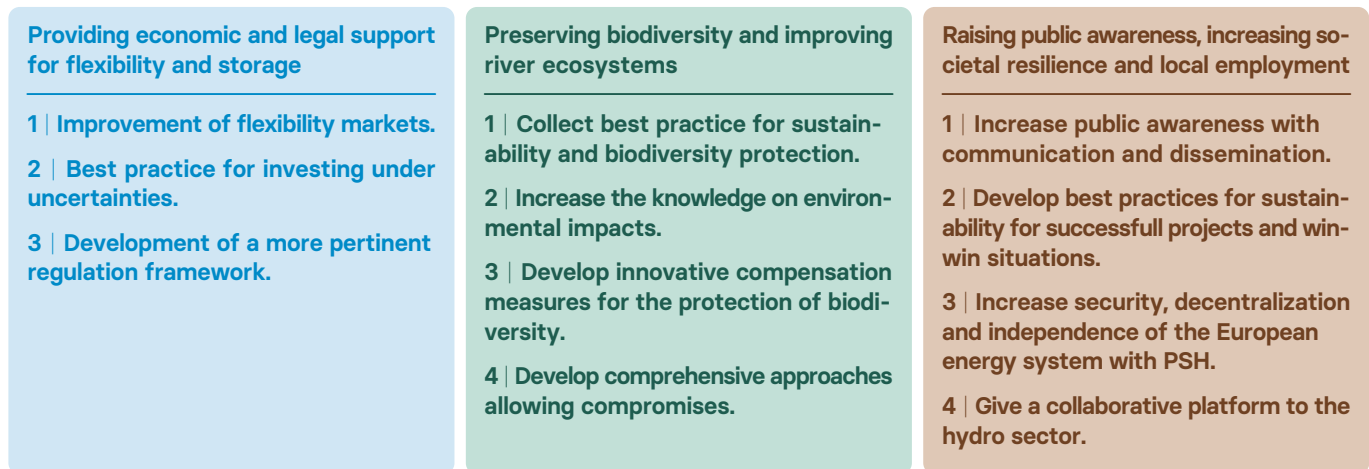 Providing economic and legal support
for flexibility and storage
1 | Improvement of flexibility markets.
2 | Best practice for investing under
uncertainties.
3 | Development of a more pertinent
regulation framework.
Preserving biodiversity and improving
river ecosystems
1 | Collect best practice for sustain-
ability and biodiversity protection.
2 | Increase the knowledge on environ-
mental impacts.
3 | Develop innovative compensation
measures for the protection of biodi-
versity.
4 | Develop comprehensive approaches
allowing compromises.
Raising public awareness, increasing so-
cietal resilience and local employment
1 | Increase public awareness with
communication and dissemination.
2 | Develop best practices for sustain-
ability for successfull projects and win-
win situations.
3 | Increase security, decentralization
and independence of the European
energy system with PSH.
4 | Give a collaborative platform to the
hydro sector.